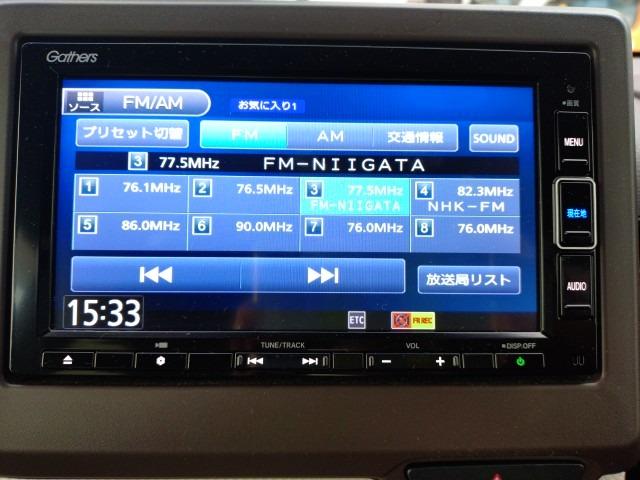 Gathers
ソース FM/AM お気に入り1
●画質
プリセット切替 FM AM 交通情報 SOUND
MENU
3 77.5MHz FM-NIIGATA
1 76.1MHz 2 76.5MHz 3 77.5MHz 4 82.3MHz
FM-NIIGATA NHK-FM
現在地
5 86.0MHz 6 90.0MHz 7 76.0MHz 8 76.0MHz
放送局リスト
AUDIO
15:33 ETC FR REC
TUNE/TRACK VOL ●DISP.OFF